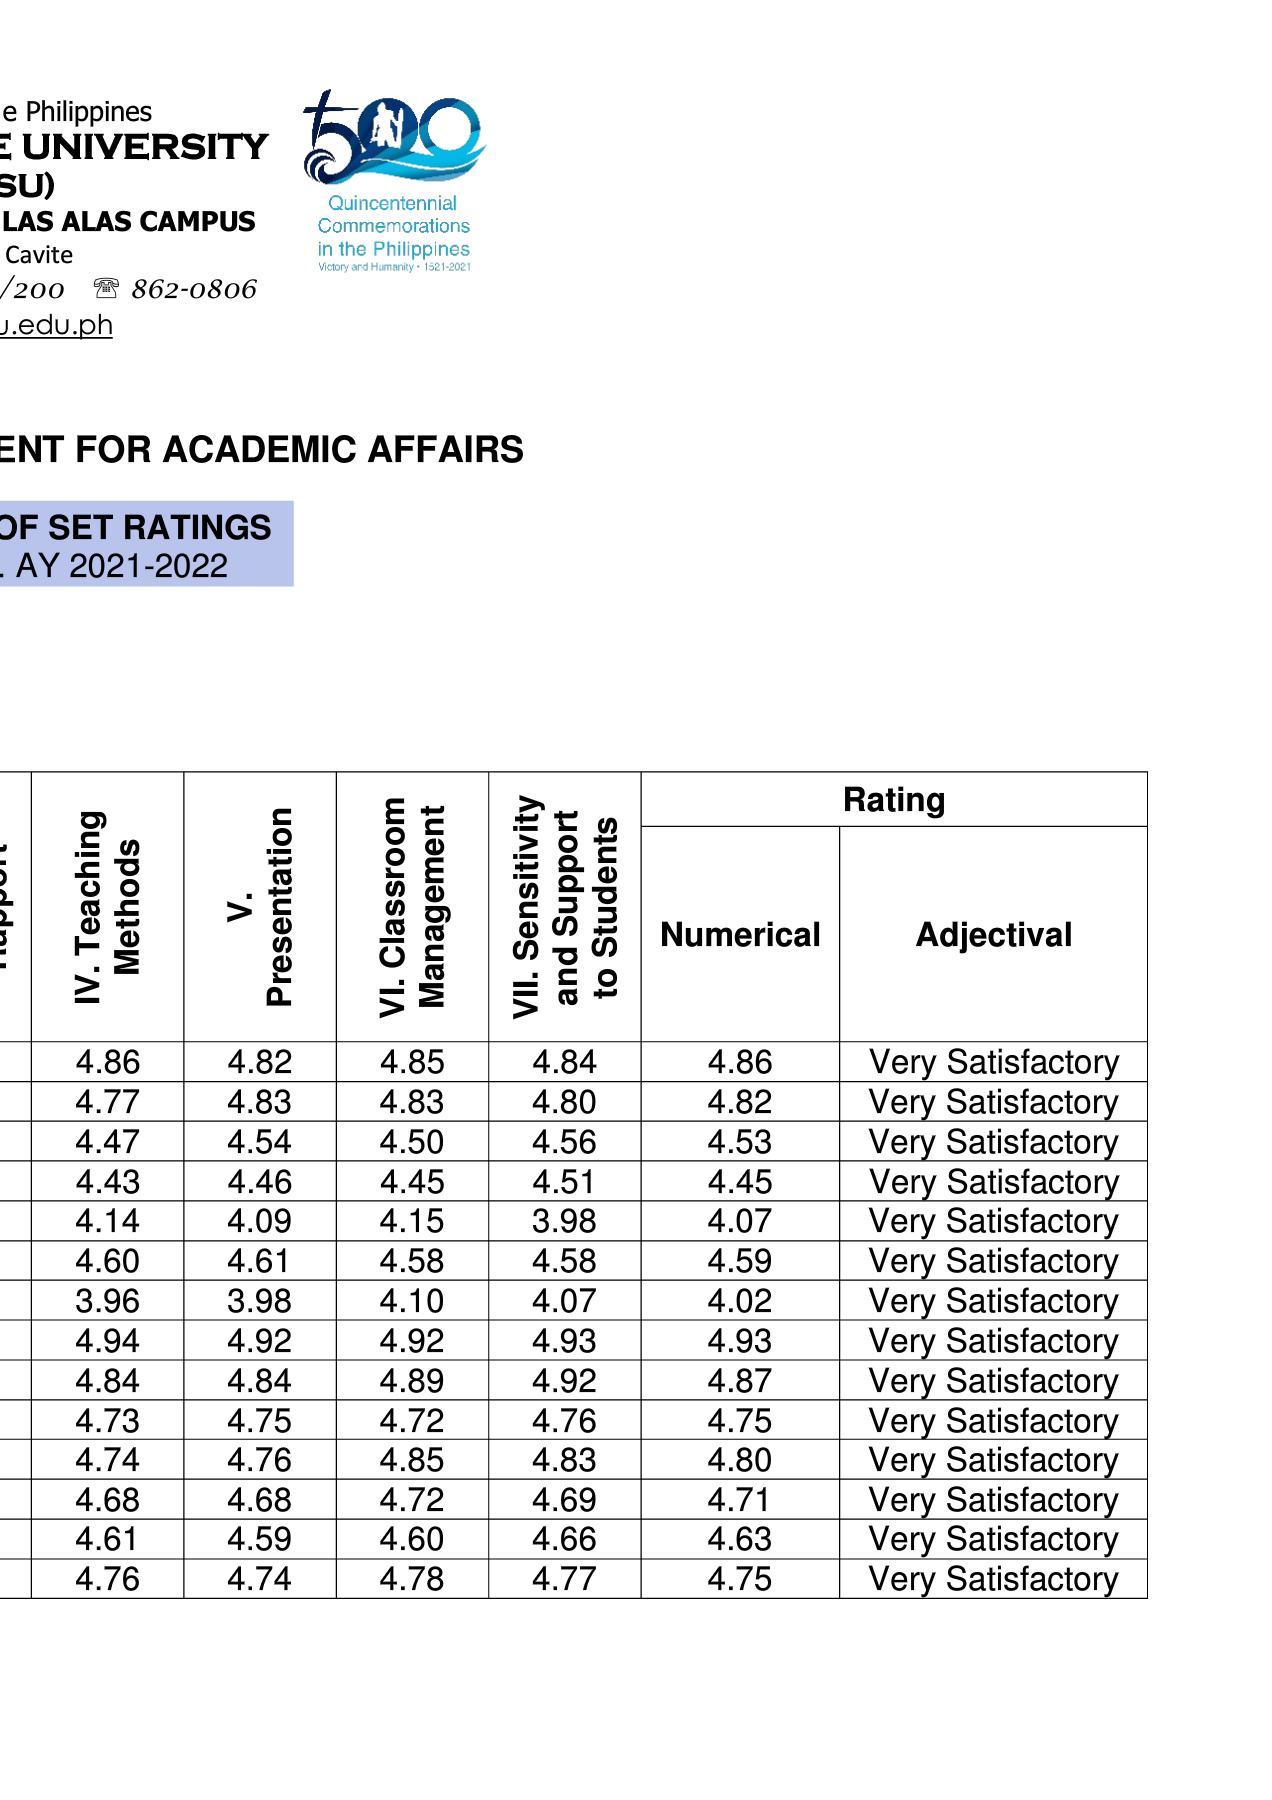 e Philippines
E UNIVERSITY
SU)
LAS ALAS CAMPUS
Cavite
/200 ☏ 862-0806
u.edu.ph
500
Quincentennial
Commemorations
in the Philippines
Victory and Humanity • 1521-2021
ENT FOR ACADEMIC AFFAIRS
OF SET RATINGS
. AY 2021-2022
Rapport
IV. Teaching
Methods
V.
Presentation
VI. Classroom
Management
VII. Sensitivity
and Support
to Students
Rating
Numerical Adjectival
4.86 4.82 4.85 4.84 4.86 Very Satisfactory
4.77 4.83 4.83 4.80 4.82 Very Satisfactory
4.47 4.54 4.50 4.56 4.53 Very Satisfactory
4.43 4.46 4.45 4.51 4.45 Very Satisfactory
4.14 4.09 4.15 3.98 4.07 Very Satisfactory
4.60 4.61 4.58 4.58 4.59 Very Satisfactory
3.96 3.98 4.10 4.07 4.02 Very Satisfactory
4.94 4.92 4.92 4.93 4.93 Very Satisfactory
4.84 4.84 4.89 4.92 4.87 Very Satisfactory
4.73 4.75 4.72 4.76 4.75 Very Satisfactory
4.74 4.76 4.85 4.83 4.80 Very Satisfactory
4.68 4.68 4.72 4.69 4.71 Very Satisfactory
4.61 4.59 4.60 4.66 4.63 Very Satisfactory
4.76 4.74 4.78 4.77 4.75 Very Satisfactory